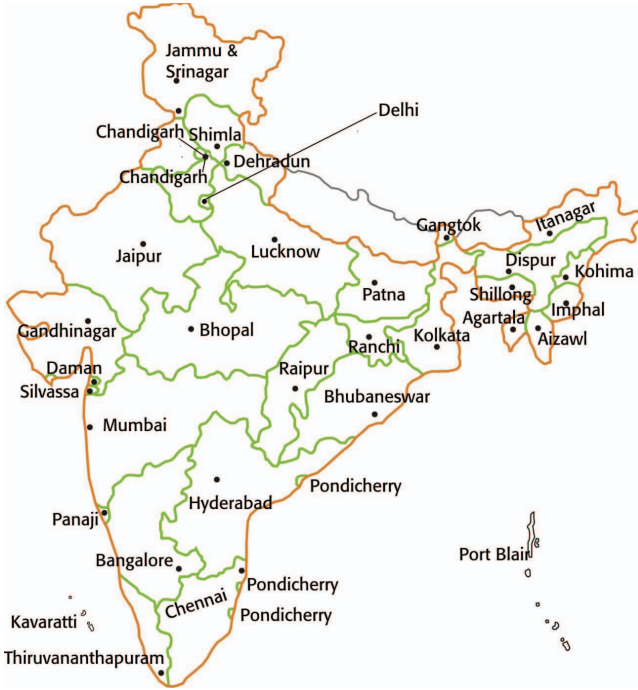 Jammu &
Srinagar
Delhi
Chandigarh
Shimla
Dehradun
Chandigarh
Itanagar
Gangtok
Jaipur
Lucknow
Dispur
Kohima
Patna
Shillong
Imphal
Agartala
Gandhinagar
Bhopal
Ranchi
Kolkata
Aizawl
Daman
Raipur
Silvassa
Bhubaneswar
Mumbai
Hyderabad
Pondicherry
Panaji
Port Blair
Bangalore
Pondicherry
Chennai
Pondicherry
Kavaratti
Thiruvananthapuram